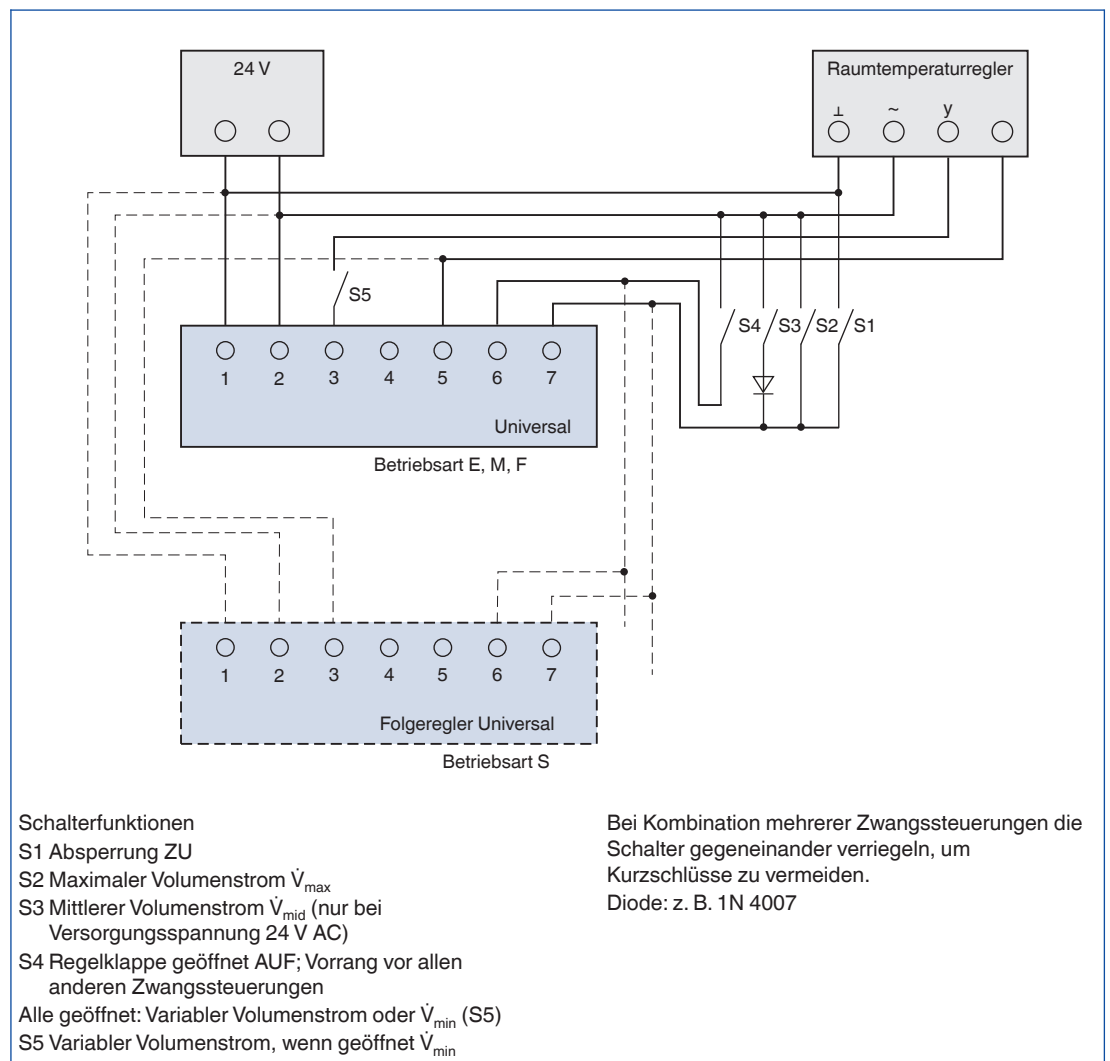 24 V
Raumtemperaturregler
⊥ ~ y
S5
S4 S3 S2 S1
1 2 3 4 5 6 7
Universal
Betriebsart E, M, F
1 2 3 4 5 6 7
Folgeregler Universal
Betriebsart S
Schalterfunktionen
S1 Absperrung ZU
S2 Maximaler Volumenstrom V̇max
S3 Mittlerer Volumenstrom V̇mid (nur bei
Versorgungsspannung 24 V AC)
S4 Regelklappe geöffnet AUF; Vorrang vor allen
anderen Zwangssteuerungen
Alle geöffnet: Variabler Volumenstrom oder V̇min (S5)
S5 Variabler Volumenstrom, wenn geöffnet V̇min
Bei Kombination mehrerer Zwangssteuerungen die
Schalter gegeneinander verriegeln, um
Kurzschlüsse zu vermeiden.
Diode: z. B. 1N 4007